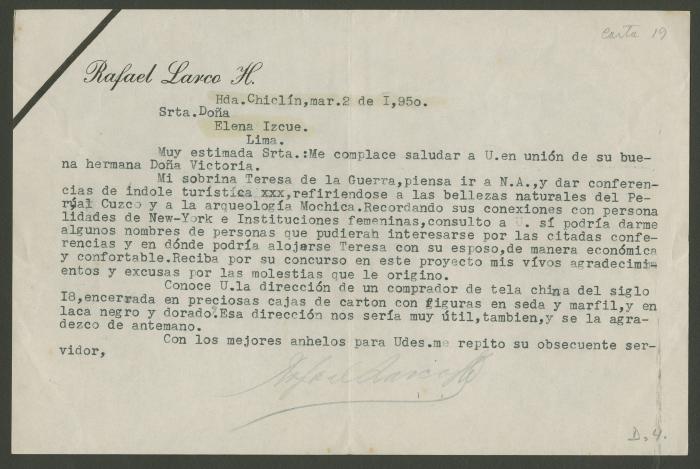 Carta 19
Rafael Larco H.
Hda.Chiclín,mar.2 de I,95o.
Srta.Doña
Elena Izcue.
Lima.
Muy estimada Srta.:Me complace saludar a U.en unión de su bue-
na hermana Doña Victoria.
Mi sobrina Teresa de la Guerra,piensa ir a N.A.,y dar conferen-
cias de índole turística xxx,refiriendose a las bellezas naturales del Pe-
rú,al Cuzco y a la arqueología Mochica.Recordando sus conexiones con persona
lidades de New-York e Instituciones femeninas,consulto a U. sí podría darme
algunos nombres de personas que pudieran interesarse por las citadas confe-
rencias y en dónde podría alojarse Teresa con su esposo,de manera económica
y confortable.Reciba por su concurso en este proyecto mis vívos agradecimi-
entos y excusas por las molestias que le origino.
Conoce U.la dirección de un comprador de tela china del siglo
I8,encerrada en preciosas cajas de carton con figuras en seda y marfil,y en
laca negro y dorado?.Esa dirección nos sería muy útil,tambien,y se la agra-
dezco de antemano.
Con los mejores anhelos para Udes.me repito su obsecuente ser-
vidor,
Rafael Larco H
D.4.